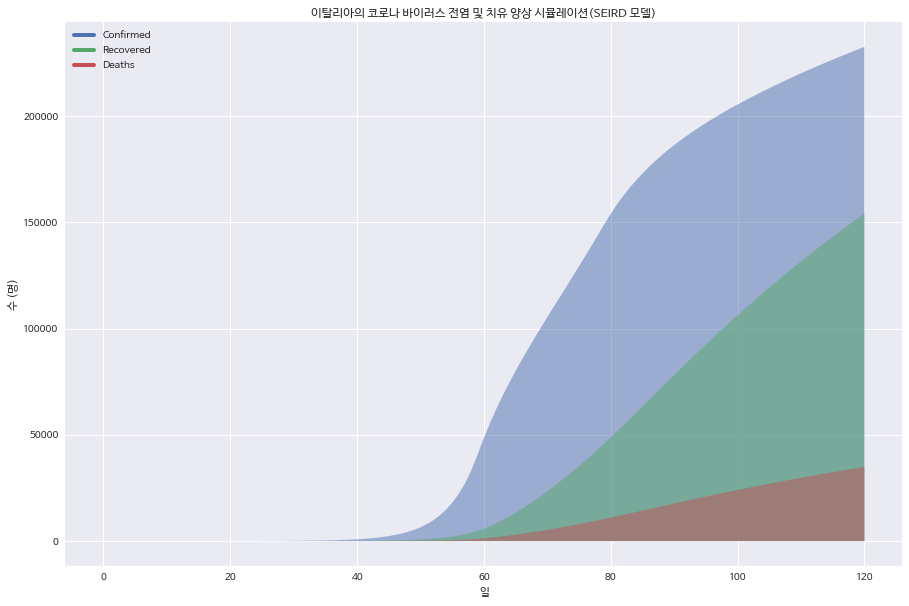 이탈리아의 코로나 바이러스 전염 및 치유 양상 시뮬레이션(SEIRD 모델)
Confirmed
Recovered
Deaths
200000
150000
100000
50000
0
수 (명)
0 20 40 60 80 100 120
일